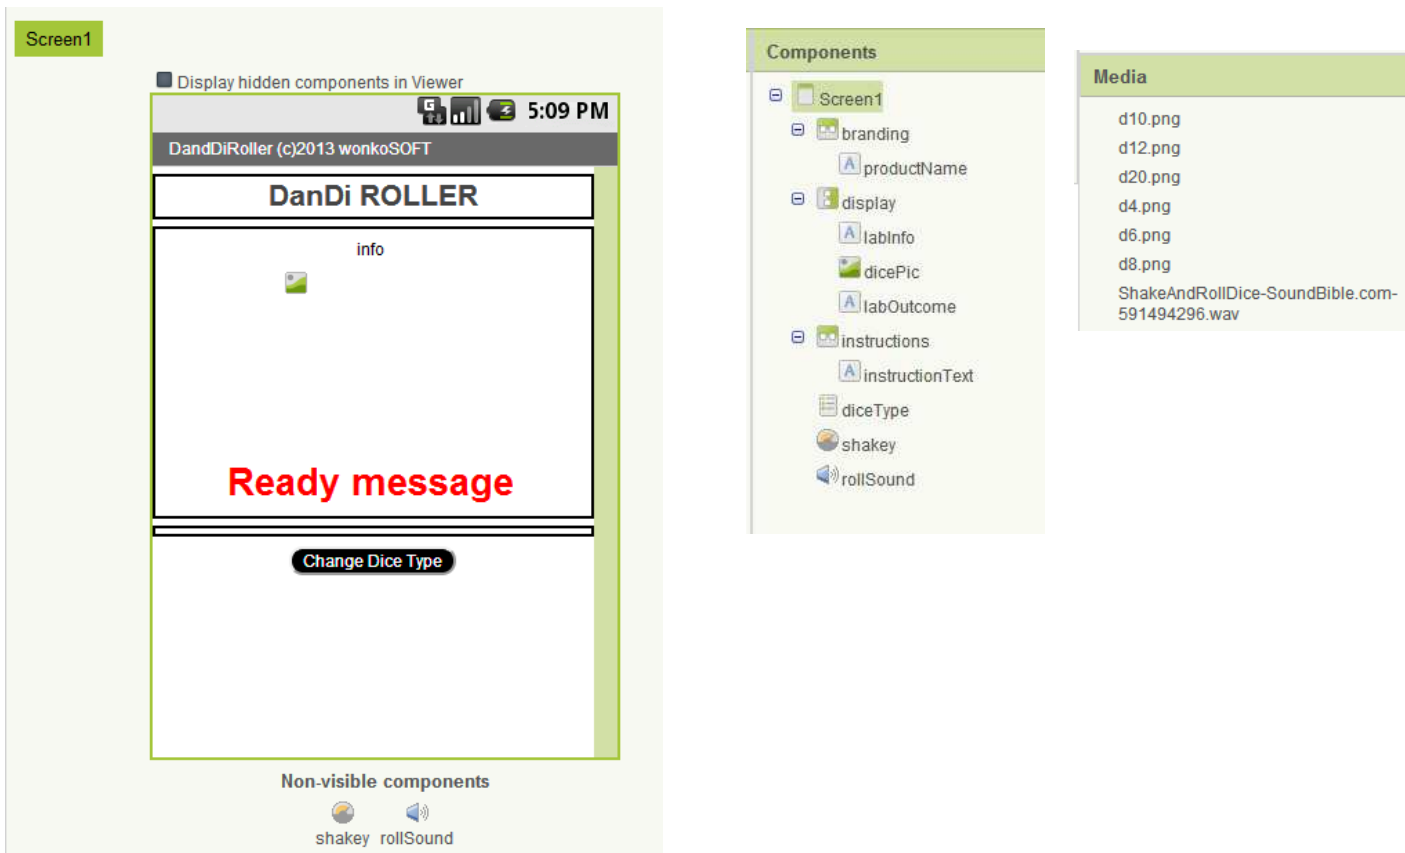 Screen1
Display hidden components in Viewer
G
5:09 PM
DandDiRoller (c)2013 wonkoSOFT
DanDi ROLLER
info
Ready message
Change Dice Type
Non-visible components
shakey rollSound
Components
Screen1
branding
A productName
display
A labInfo
dicePic
A labOutcome
instructions
A instructionText
diceType
shakey
rollSound
Media
d10.png
d12.png
d20.png
d4.png
d6.png
d8.png
ShakeAndRollDice-SoundBible.com-
591494296.wav